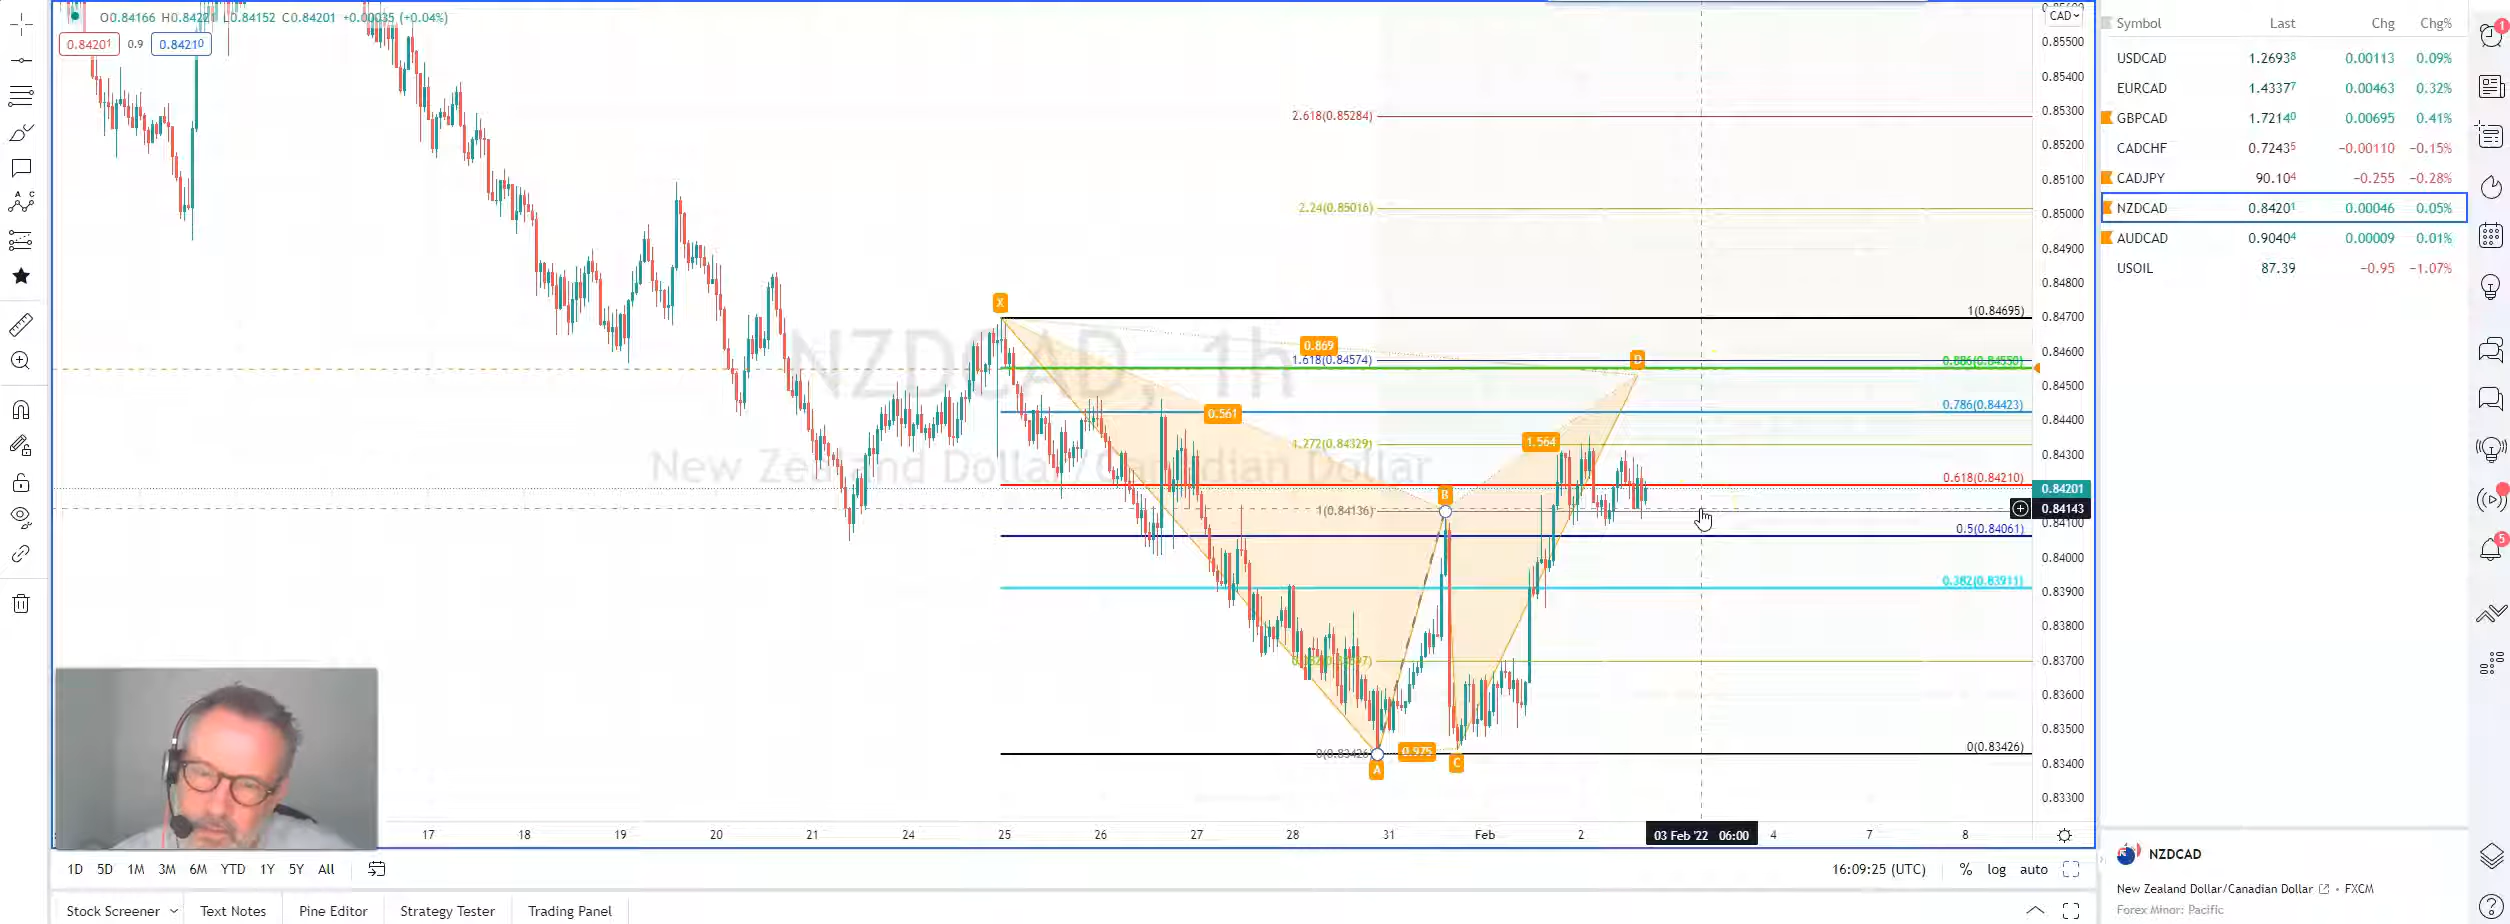 O0.84166 H0.84221 L0.84152 C0.84201 +0.00035 (+0.04%)
0.84201 0.9 0.84210
CAD
0.85500
0.85400
0.85300
0.85200
0.85100
0.85000
0.84900
0.84800
0.84700
0.84600
0.84500
0.84400
0.84300
0.84201
0.84143
0.84100
0.84000
0.83900
0.83800
0.83700
0.83600
0.83500
0.83400
0.83300
2.618(0.85284)
2.24(0.85016)
X
1(0.84695)
0.869
1.618(0.84574)
D
0.886(0.84550)
NZDCAD, 1h
0.561
0.786(0.84423)
1.272(0.84329)
1.564
New Zealand Dollar/Canadian Dollar
0.618(0.84210)
B
1(0.84136)
0.5(0.84061)
0.382(0.83911)
0(0.83426)
0.975
0(0.83426)
A
C
17 18 19 20 21 24 25 26 27 28 31 Feb 2 03 Feb '22 06:00 4 7 8
1D 5D 1M 3M 6M YTD 1Y 5Y All
16:09:25 (UTC) % log auto
Stock Screener Text Notes Pine Editor Strategy Tester Trading Panel
Symbol Last Chg Chg%
USDCAD 1.26938 0.00113 0.09%
EURCAD 1.43377 0.00463 0.32%
GBPCAD 1.72140 0.00695 0.41%
CADCHF 0.72435 −0.00110 −0.15%
CADJPY 90.104 −0.255 −0.28%
NZDCAD 0.84201 0.00046 0.05%
AUDCAD 0.90404 0.00009 0.01%
USOIL 87.39 −0.95 −1.07%
NZDCAD
New Zealand Dollar/Canadian Dollar • FXCM
Forex Minor: Pacific
1
5